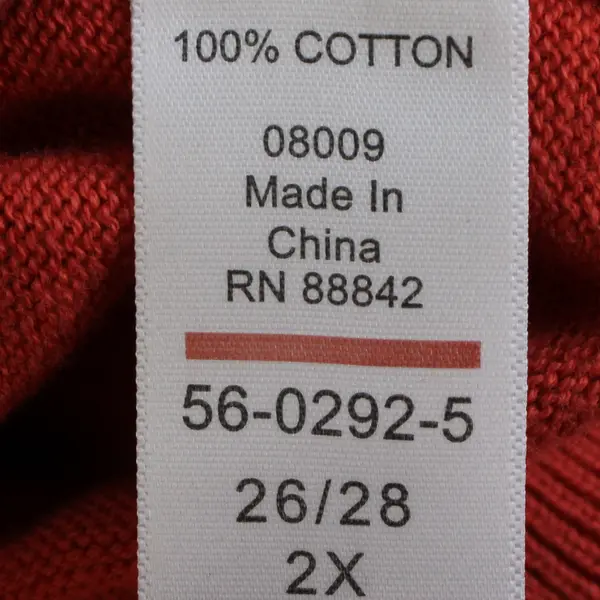 100% COTTON
08009
Made In
China
RN 88842
56-0292-5
26/28
2X